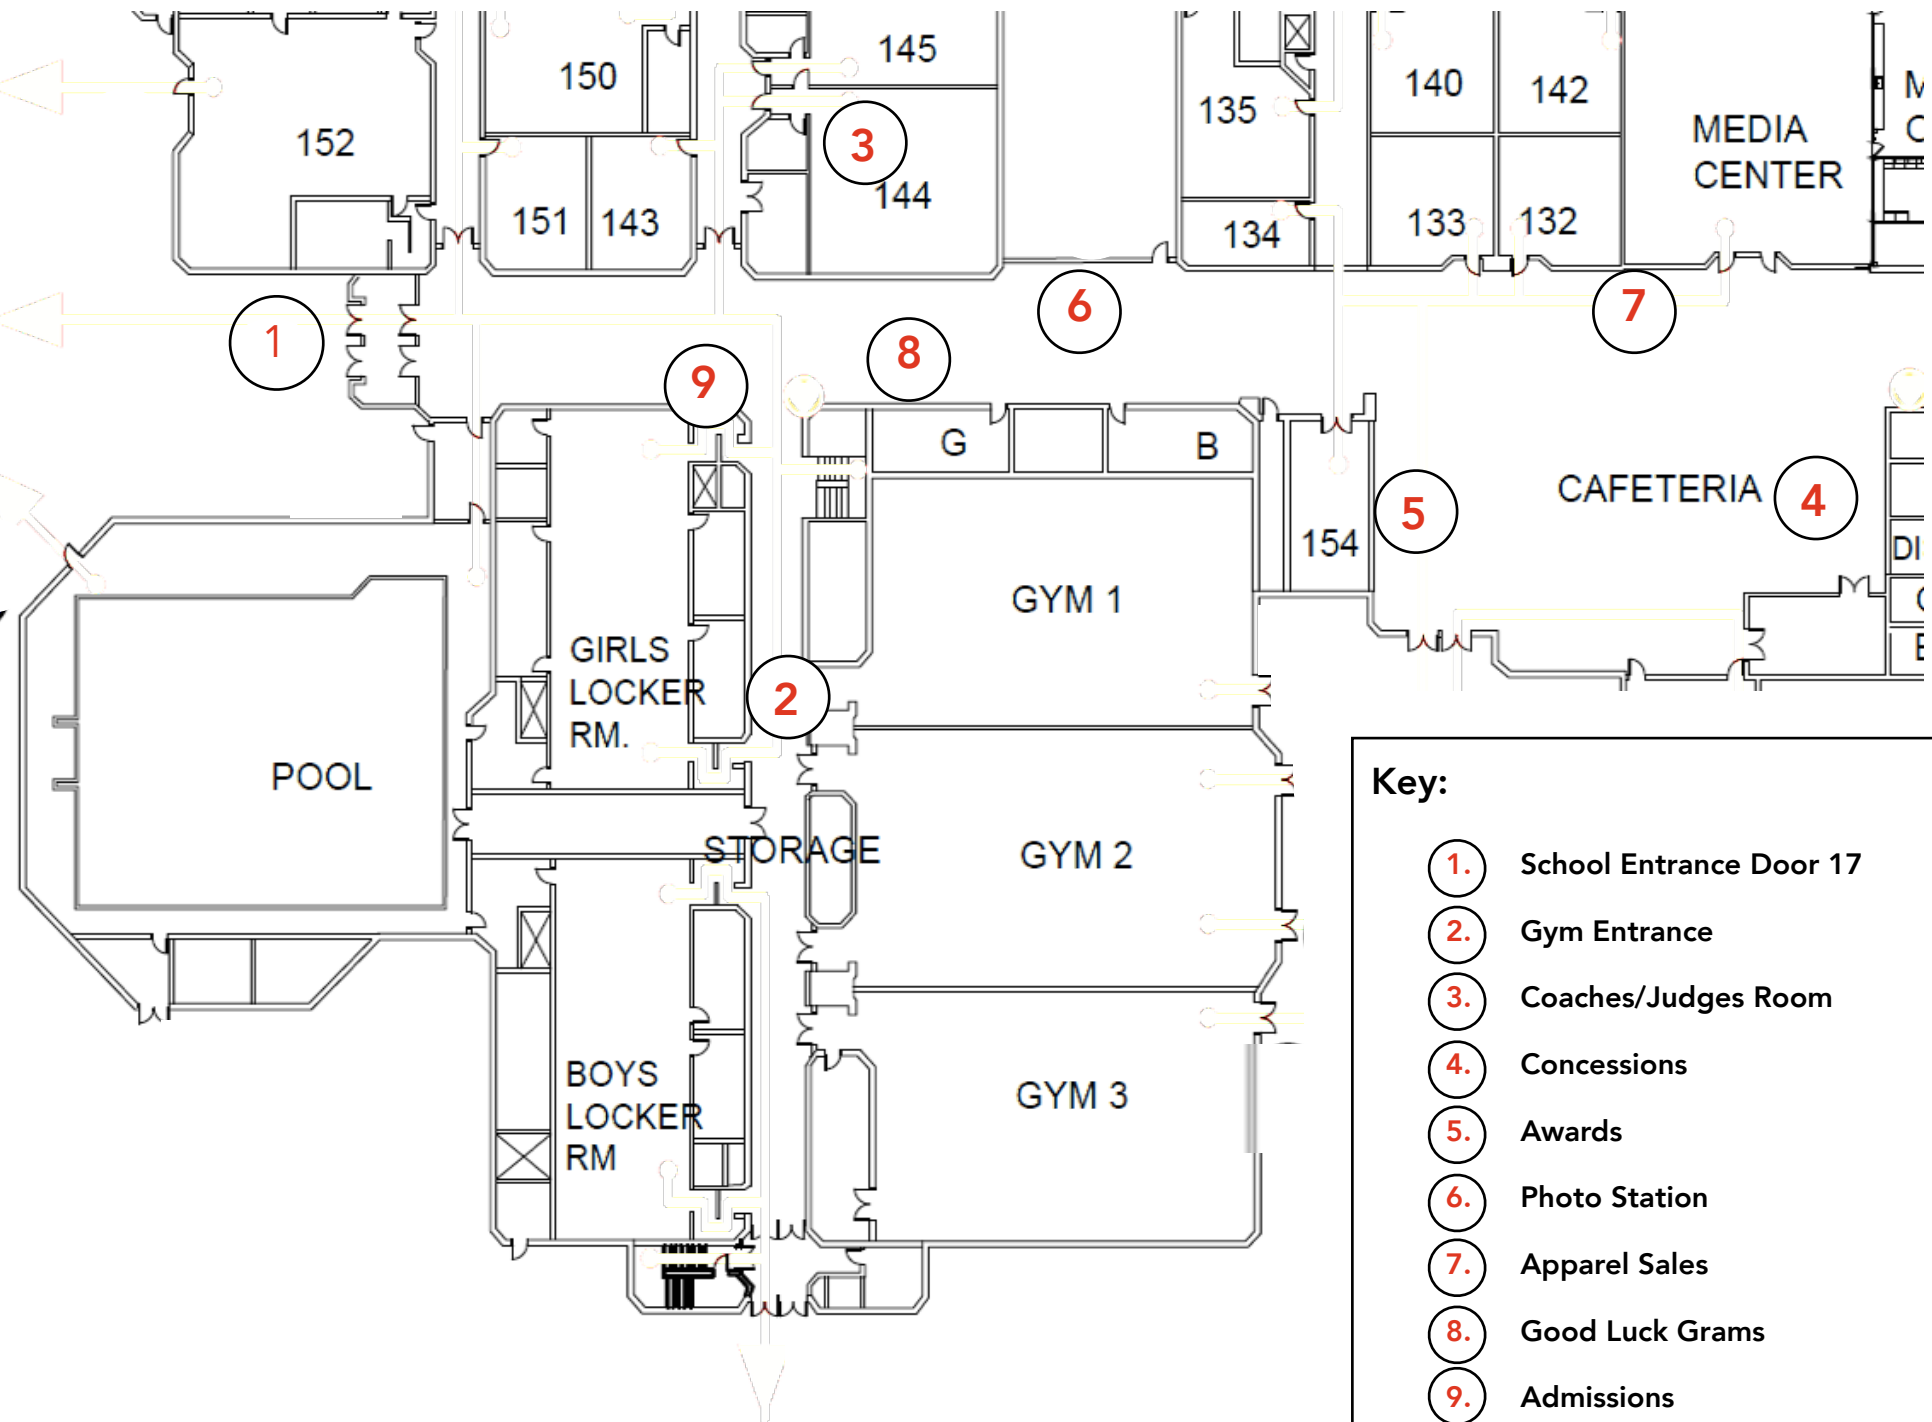 145
150
140
142
135
152
MEDIA
CENTER
3
144
151
143
134
133
132
1
6
7
8
9
G
B
CAFETERIA
4
5
154
GYM 1
GIRLS
LOCKER
RM.
2
POOL
STORAGE
GYM 2
BOYS
LOCKER
RM
GYM 3
Key:
1. School Entrance Door 17
2. Gym Entrance
3. Coaches/Judges Room
4. Concessions
5. Awards
6. Photo Station
7. Apparel Sales
8. Good Luck Grams
9. Admissions